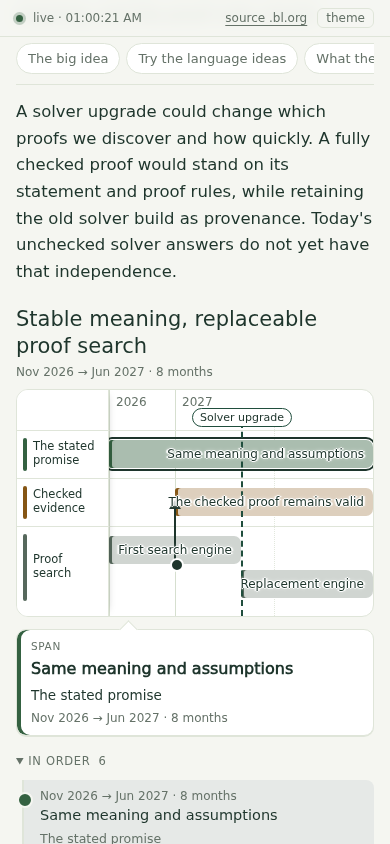 live · 01:00:21 AM
source .bl.org
theme
The big idea
Try the language ideas
What the
A solver upgrade could change which
proofs we discover and how quickly. A fully
checked proof would stand on its
statement and proof rules, while retaining
the old solver build as provenance. Today's
unchecked solver answers do not yet have
that independence.
Stable meaning, replaceable
proof search
Nov 2026 → Jun 2027 · 8 months
2026
2027
Solver upgrade
The stated
promise
Same meaning and assumptions
Checked
evidence
The checked proof remains valid
Proof
search
First search engine
Replacement engine
SPAN
Same meaning and assumptions
The stated promise
Nov 2026 → Jun 2027 · 8 months
▼ IN ORDER 6
Nov 2026 → Jun 2027 · 8 months
Same meaning and assumptions
The stated promise